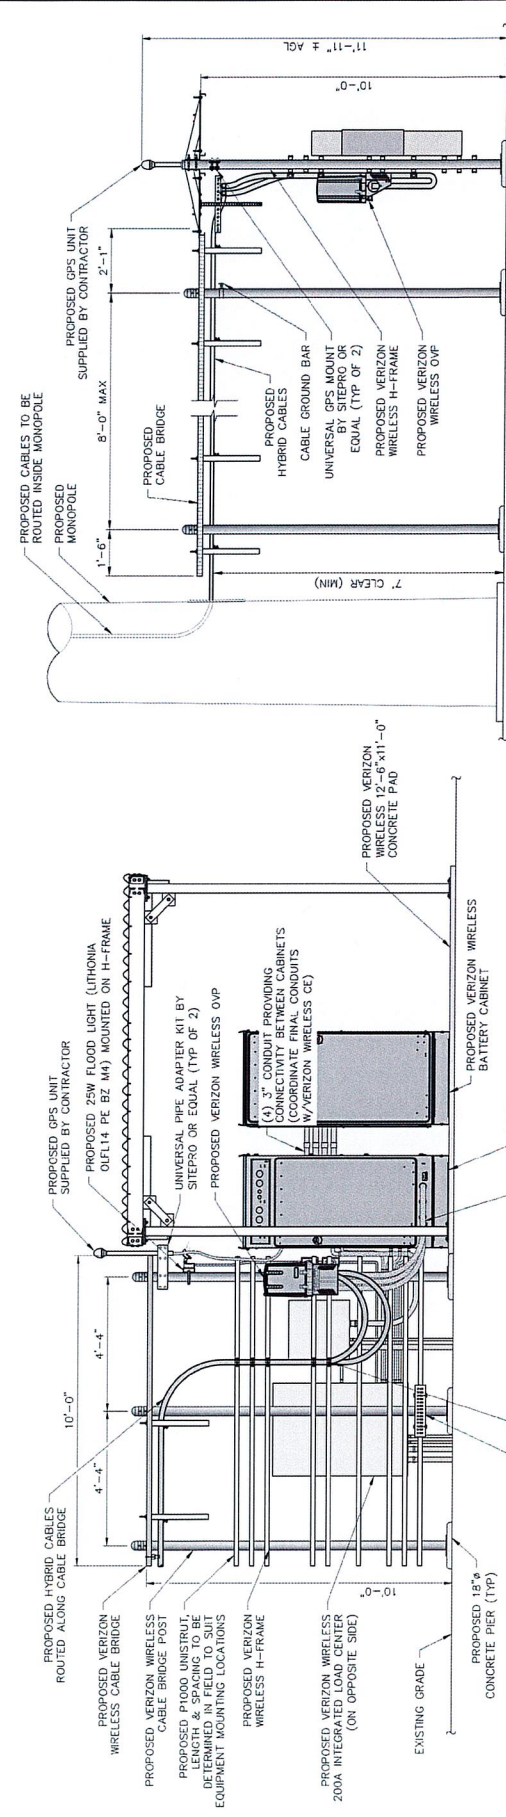 PROPOSED HYBRID CABLES
ROUTED ALONG CABLE BRIDGE
PROPOSED VERIZON
WIRELESS CABLE BRIDGE
PROPOSED VERIZON WIRELESS
CABLE BRIDGE POST
PROPOSED P1000 UNISTRUT,
LENGTH & SPACING TO BE
DETERMINED IN FIELD TO SUIT
EQUIPMENT MOUNTING LOCATIONS
PROPOSED VERIZON
WIRELESS H-FRAME
PROPOSED VERIZON WIRELESS
200A INTEGRATED LOAD CENTER
(ON OPPOSITE SIDE)
EXISTING GRADE
PROPOSED 18"ø
CONCRETE PIER (TYP)
10'-0"
4'-4"
4'-4"
10'-0"
PROPOSED GPS UNIT
SUPPLIED BY CONTRACTOR
PROPOSED 25W FLOOD LIGHT (LITHONIA
OLFL14 PE BZ M4) MOUNTED ON H-FRAME
UNIVERSAL PIPE ADAPTER KIT BY
SITEPRO OR EQUAL (TYP OF 2)
PROPOSED VERIZON WIRELESS OVP
(4) 3" CONDUIT PROVIDING
CONNECTIVITY BETWEEN CABINETS
(COORDINATE FINAL CONDUITS
W/VERIZON WIRELESS CE)
PROPOSED VERIZON
WIRELESS 12'-6"x11'-0"
CONCRETE PAD
PROPOSED VERIZON WIRELESS
BATTERY CABINET
PROPOSED CABLES TO BE
ROUTED INSIDE MONOPOLE
PROPOSED
MONOPOLE
1'-6"
8'-0" MAX
2'-1"
PROPOSED
CABLE BRIDGE
PROPOSED GPS UNIT
SUPPLIED BY CONTRACTOR
PROPOSED
HYBRID CABLES
CABLE GROUND BAR
UNIVERSAL GPS MOUNT
BY SITEPRO OR
EQUAL (TYP OF 2)
PROPOSED VERIZON
WIRELESS H-FRAME
PROPOSED VERIZON
WIRELESS OVP
7' CLEAR (MIN)
10'-0"
11'-11" ± AGL